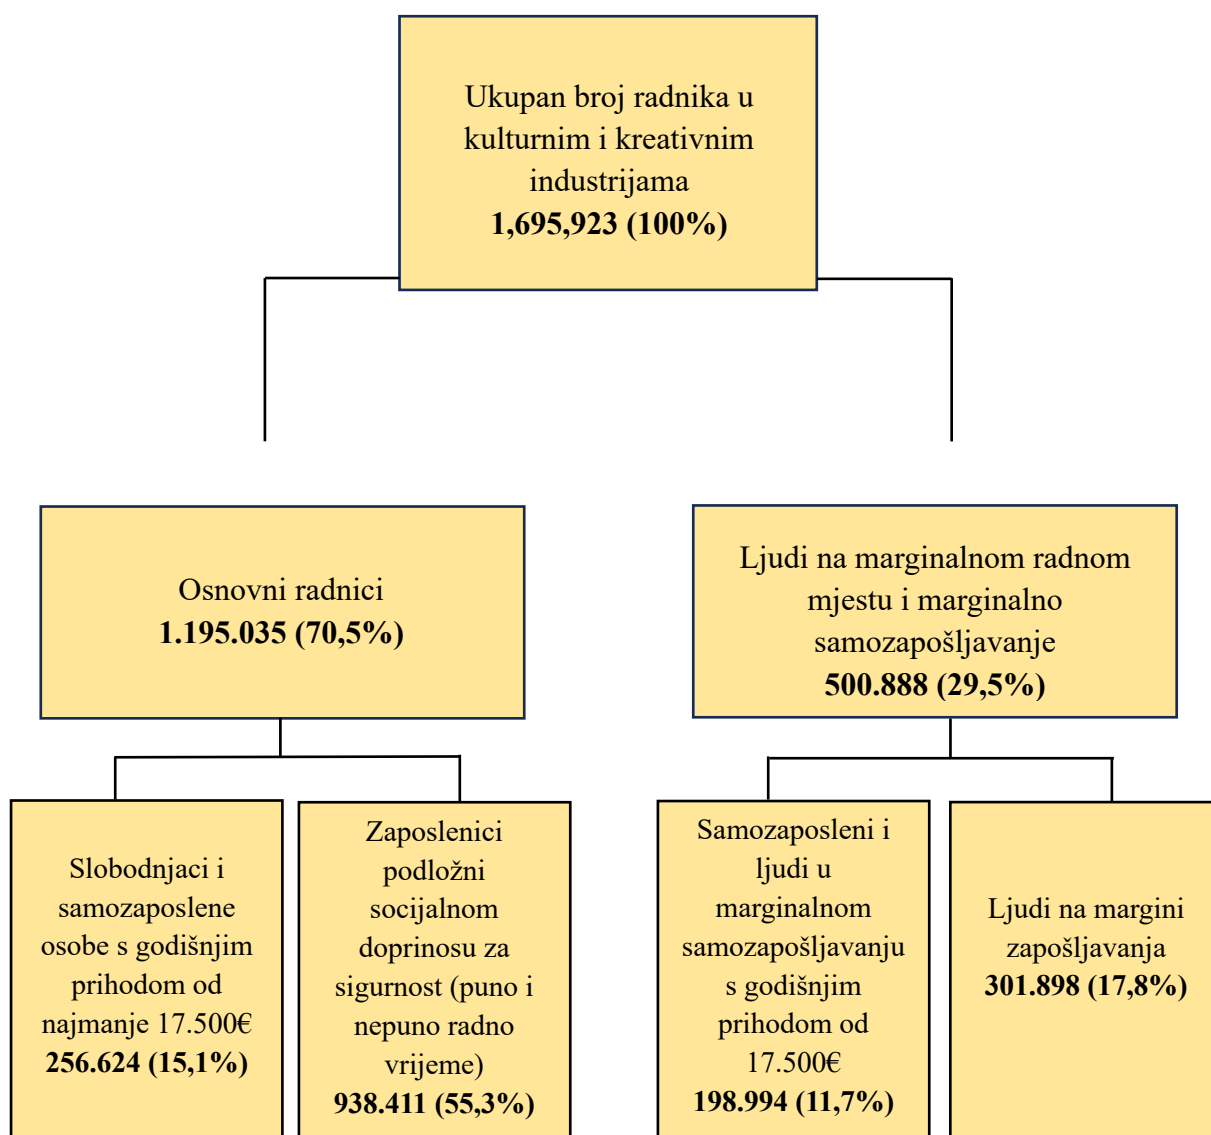 Ukupan broj radnika u
kulturnim i kreativnim
industrijama
1,695,923 (100%)
Osnovni radnici
1.195.035 (70,5%)
Ljudi na marginalnom radnom
mjestu i marginalno
samozapošljavanje
500.888 (29,5%)
Slobodnjaci i
samozaposlene
osobe s godišnjim
prihodom od
najmanje 17.500€
256.624 (15,1%)
Zaposlenici
podložni
socijalnom
doprinosu za
sigurnost (puno i
nepuno radno
vrijeme)
938.411 (55,3%)
Samozaposleni i
ljudi u
marginalnom
samozapošljavanju
s godišnjim
prihodom od
17.500€
198.994 (11,7%)
Ljudi na margini
zapošljavanja
301.898 (17,8%)